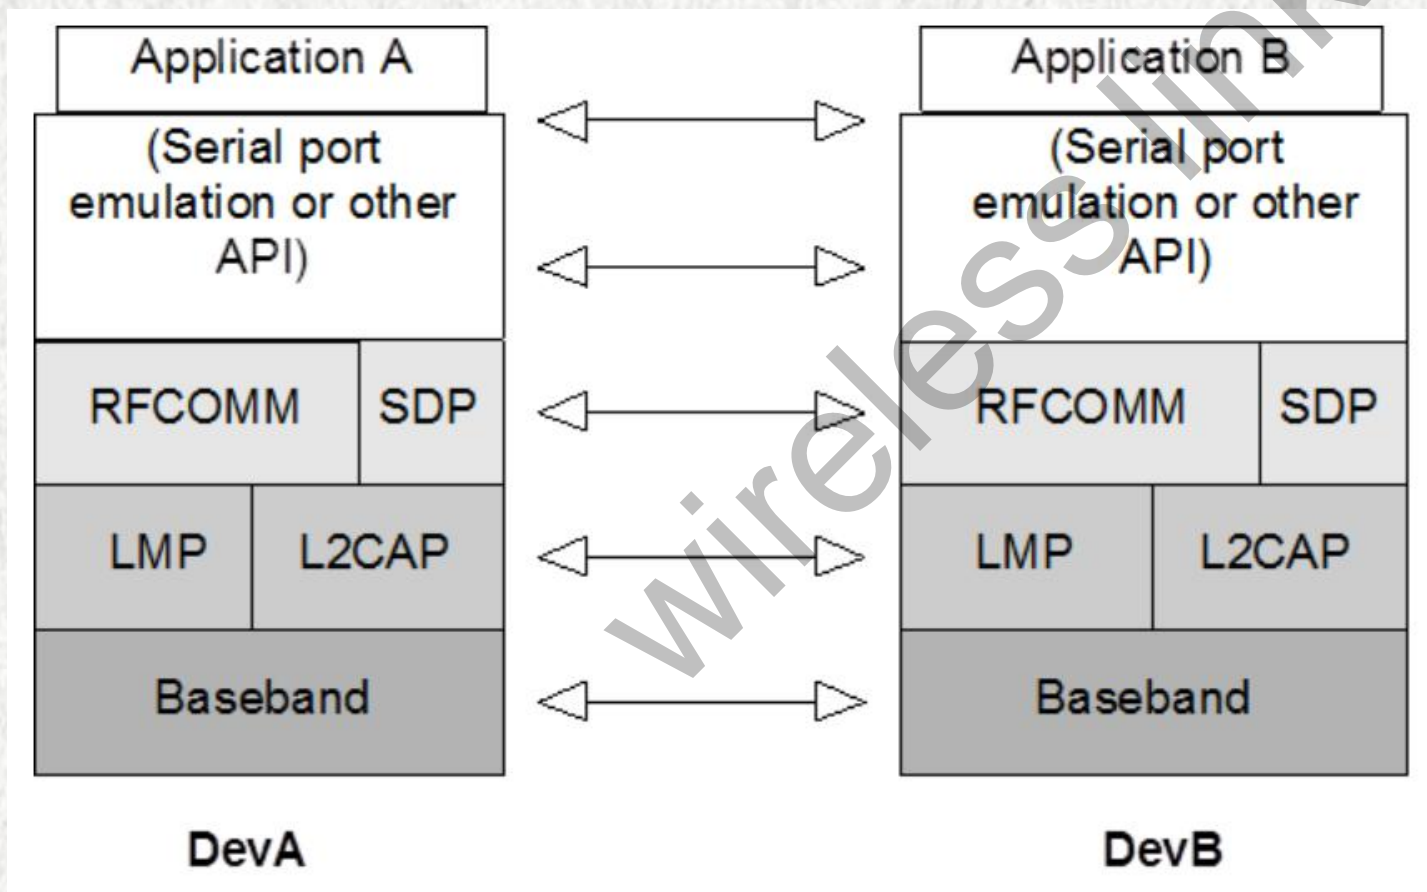 Application A
(Serial port
emulation or other
API)
RFCOMM
SDP
LMP
L2CAP
Baseband
DevA
Application B
(Serial port
emulation or other
API)
RFCOMM
SDP
LMP
L2CAP
Baseband
DevB
wireless link